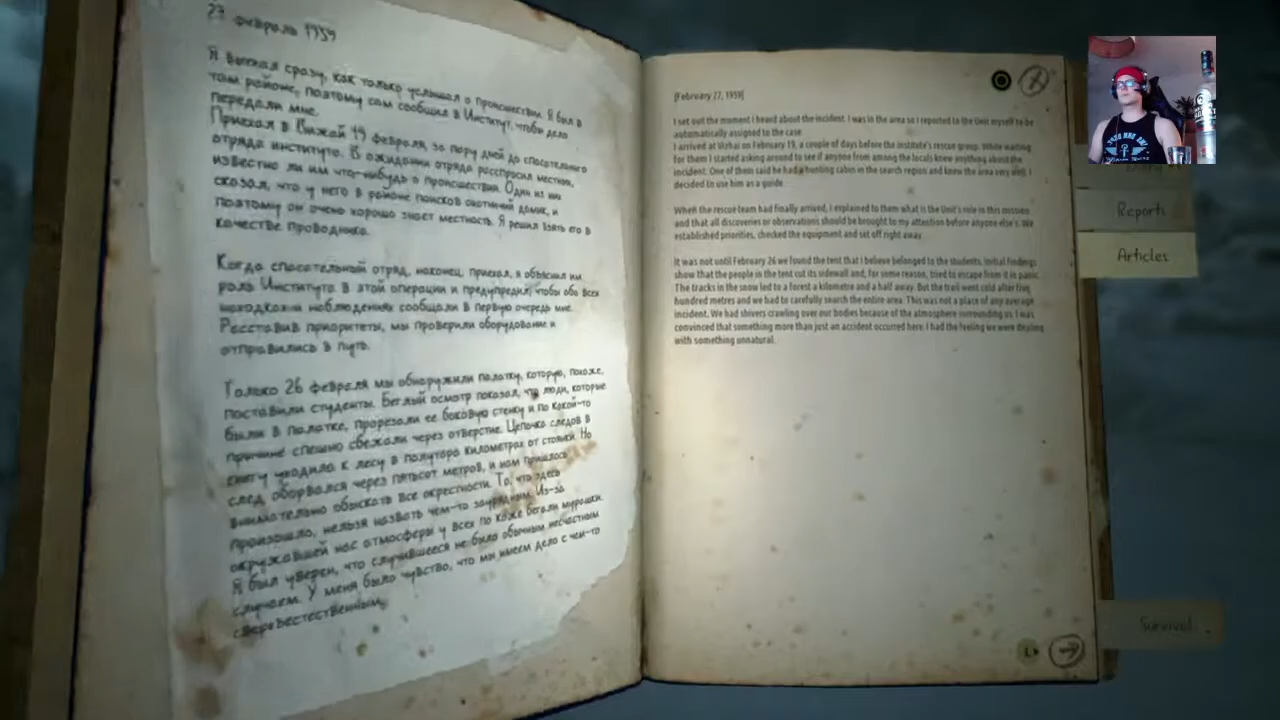 27 февраль 1959
Я выехал сразу, как только услышал о происшествии. Я был в
том районе, поэтому сам сообщил в Институт, чтобы дело
передали мне.
Приехал в Вижай 19 февраля, за пару дней до спасательного
отряда института. В ожидании отряда расспросил местных,
известно ли им что-нибудь о происшествии. Один из них
сказал, что у него в районе поисков охотничий домик, и
поэтому он очень хорошо знает местность. Я решил взять его в
качестве проводника.
Когда спасательный отряд, наконец, приехал, я объяснил им
роль Института в этой операции и предупредил, чтобы обо всех
находках и наблюдениях сообщали в первую очередь мне.
Расставив приоритеты, мы проверили оборудование и
отправились в путь.
Только 26 февраля мы обнаружили палатку, которую, похоже,
поставили студенты. Беглый осмотр показал, что люди, которые
были в палатке, прорезали ее боковую стенку и по какой-то
причине спешно сбежали через отверстие. Цепочка следов в
снегу уходила к лесу в полутора километрах от стоянки. Но
след оборвался через пятьсот метров, и нам пришлось
внимательно обыскать все окрестности. То, что здесь
произошло, нельзя назвать чем-то заурядным. Из-за
окружавшей нас атмосферы у всех по коже бегали мурашки.
Я был уверен, что случившееся не было обычным несчастным
случаем. У меня было чувство, что мы имеем дело с чем-то
сверхъестественным.
[February 27, 1959]
I set out the moment I heard about the incident. I was in the area so I reported to the Unit myself to be
automatically assigned to the case.
I arrived at Vizhai on February 19, a couple of days before the institute's rescue group. While waiting
for them I started asking around to see if anyone from among the locals knew anything about the
incident. One of them said he had a hunting cabin in the search region and knew the area very well. I
decided to use him as a guide.
When the rescue team had finally arrived, I explained to them what is the Unit's role in this mission
and that all discoveries or observations should be brought to my attention before anyone else's. We
established priorities, checked the equipment and set off right away.
It was not until February 26 we found the tent that I believe belonged to the students. Initial findings
show that the people in the tent cut its sidewall and, for some reason, tried to escape from it in panic.
The tracks in the snow led to a forest a kilometre and a half away. But the trail went cold after five
hundred metres and we had to carefully search the entire area. This was not a place of any average
incident. We had shivers crawling over our bodies because of the atmosphere surrounding us. I was
convinced that something more than just an accident occurred here. I had the feeling we were dealing
with something unnatural.
Reports
Articles
Survival
L